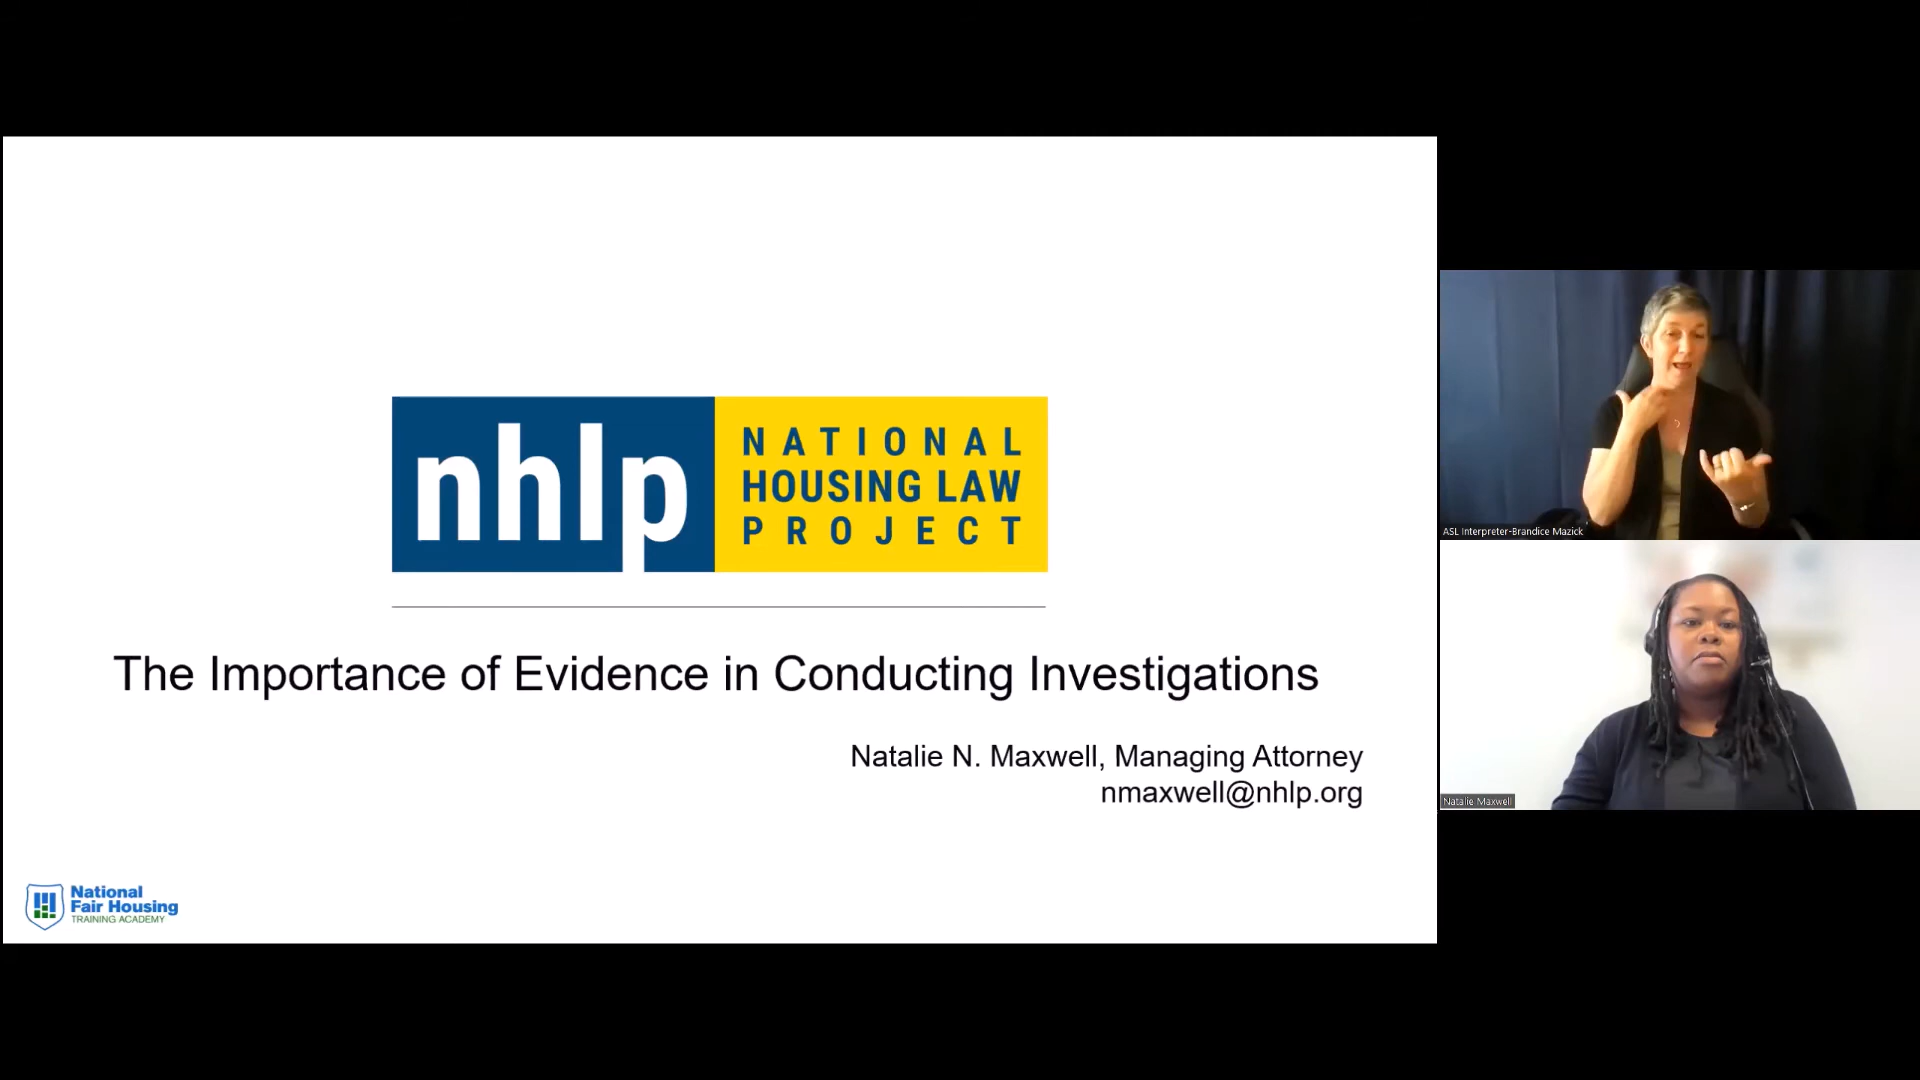 nhlp
NATIONAL
HOUSING LAW
PROJECT
The Importance of Evidence in Conducting Investigations
Natalie N. Maxwell, Managing Attorney
nmaxwell@nhlp.org
National
Fair Housing
TRAINING ACADEMY
ASL Interpreter-Brandice Mazick
Natalie Maxwell